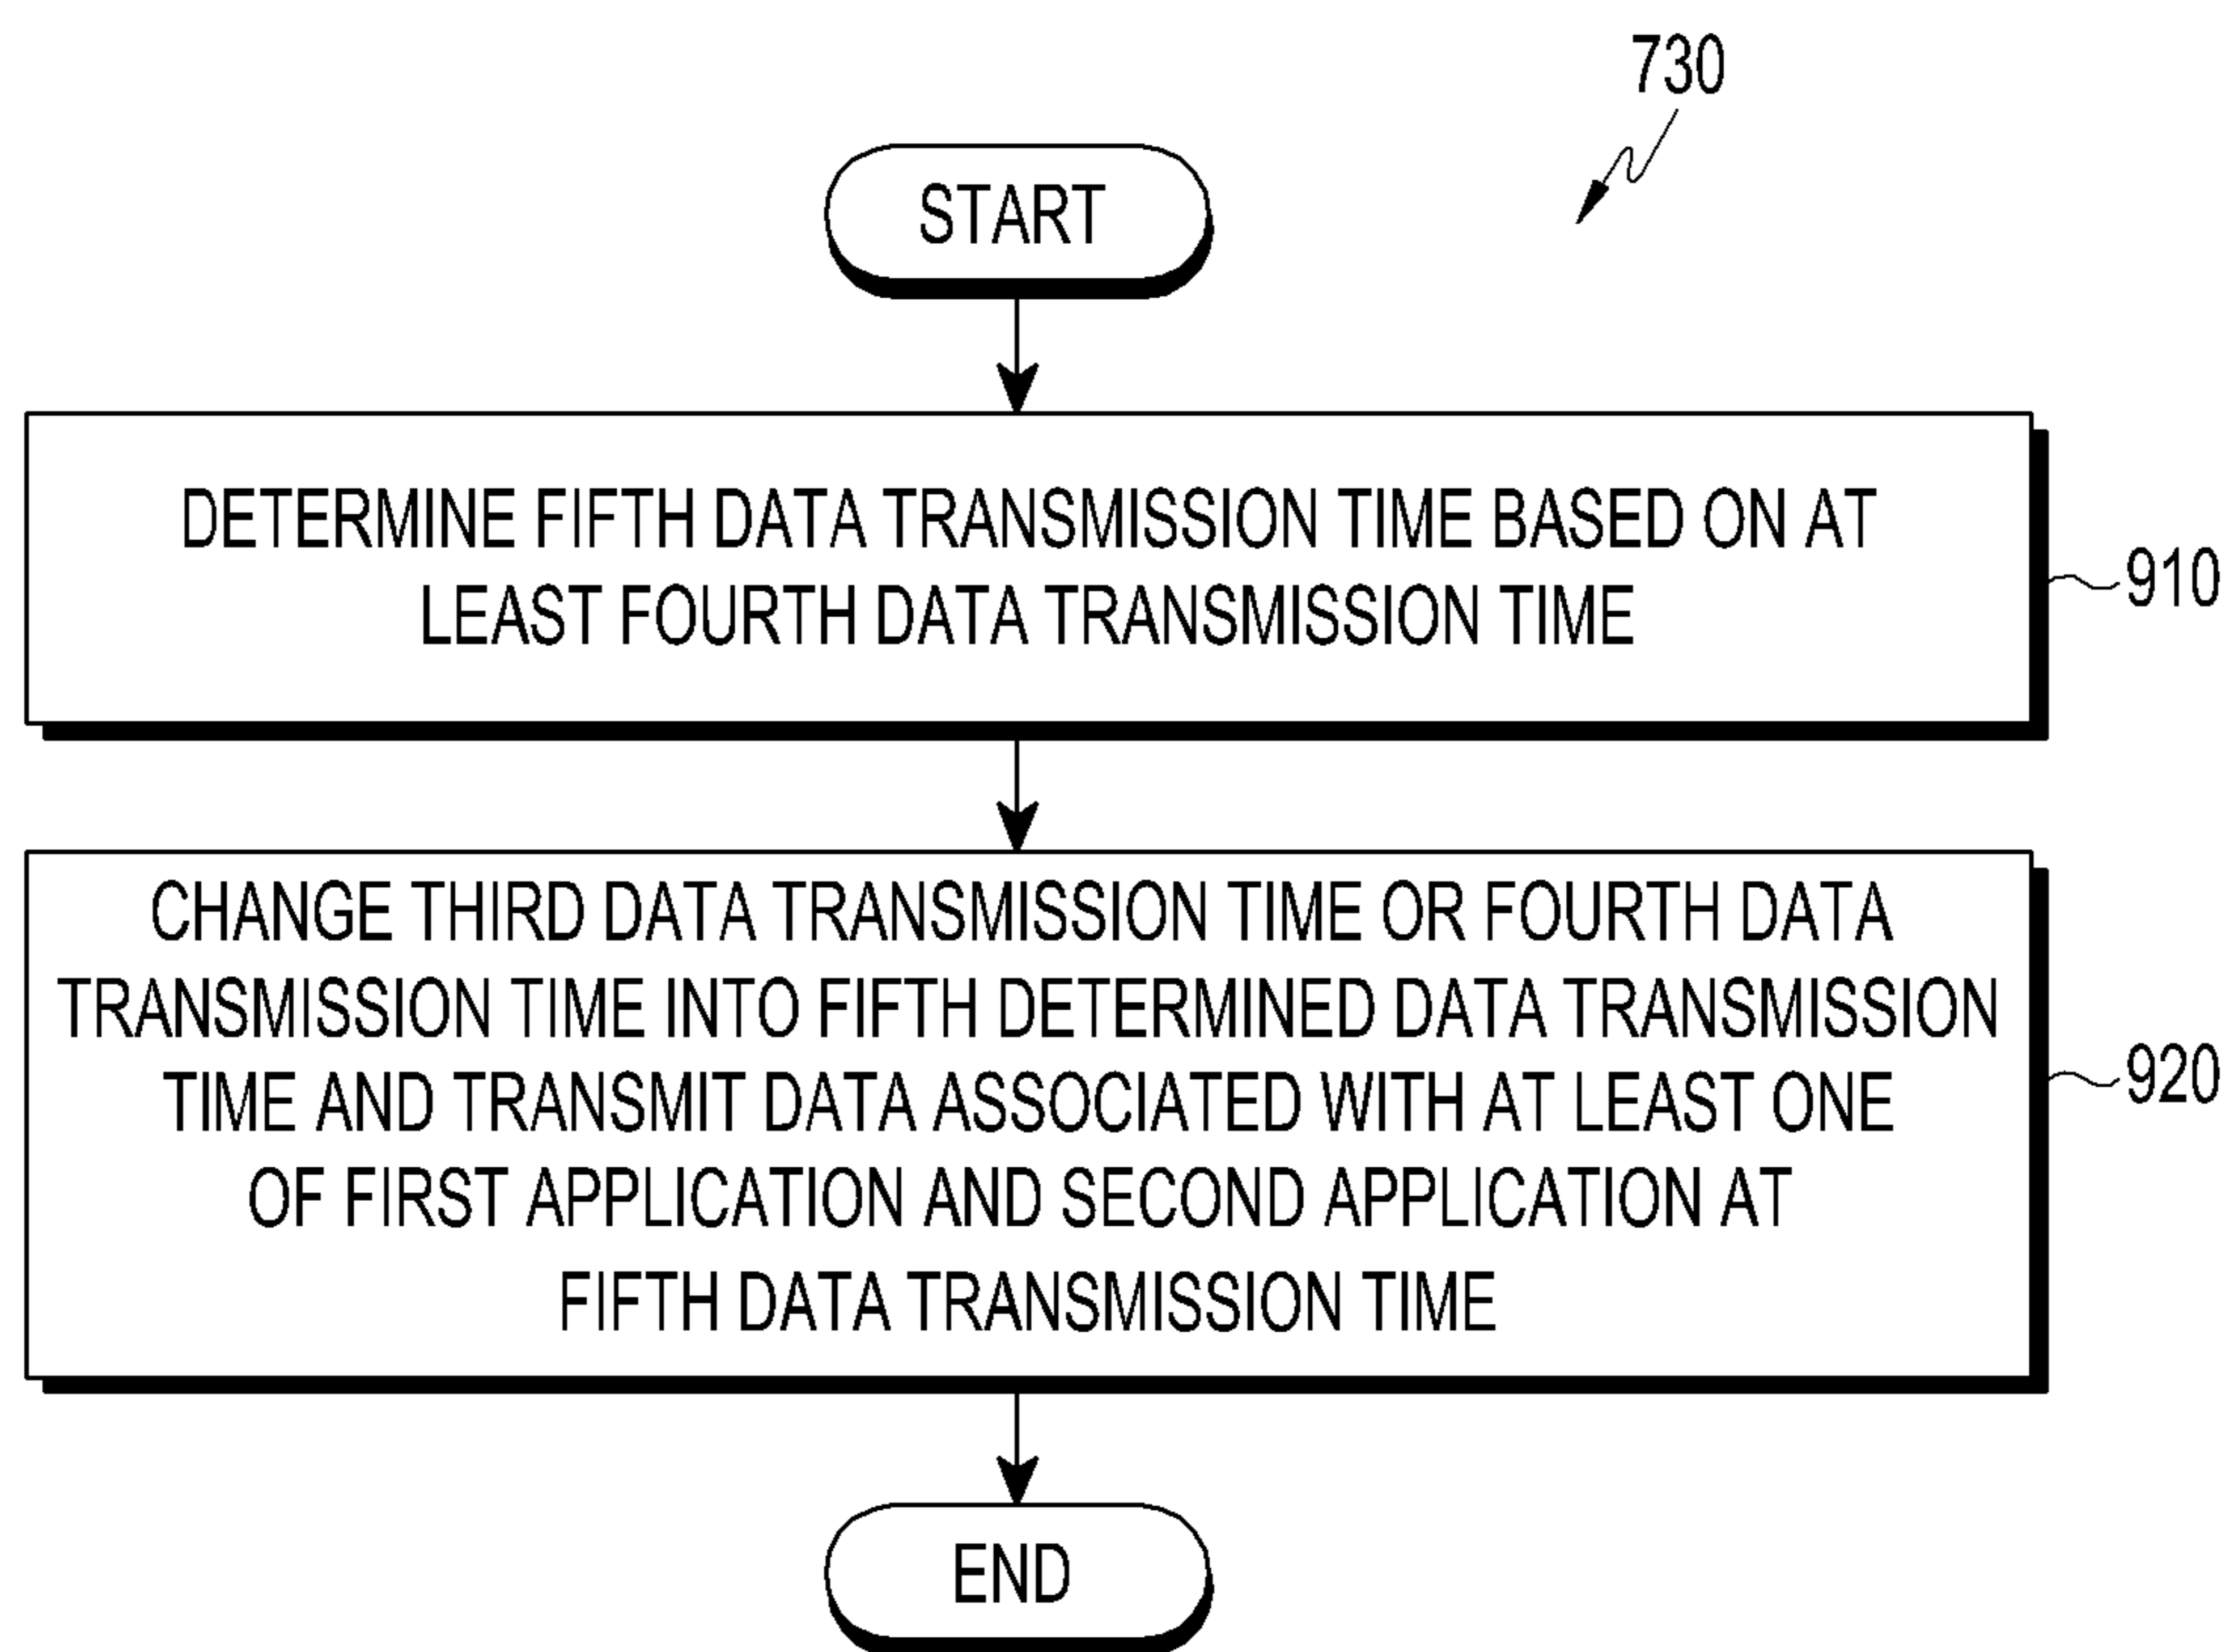 730
START
DETERMINE FIFTH DATA TRANSMISSION TIME BASED ON AT
LEAST FOURTH DATA TRANSMISSION TIME
910
CHANGE THIRD DATA TRANSMISSION TIME OR FOURTH DATA
TRANSMISSION TIME INTO FIFTH DETERMINED DATA TRANSMISSION
TIME AND TRANSMIT DATA ASSOCIATED WITH AT LEAST ONE
OF FIRST APPLICATION AND SECOND APPLICATION AT
FIFTH DATA TRANSMISSION TIME
920
END